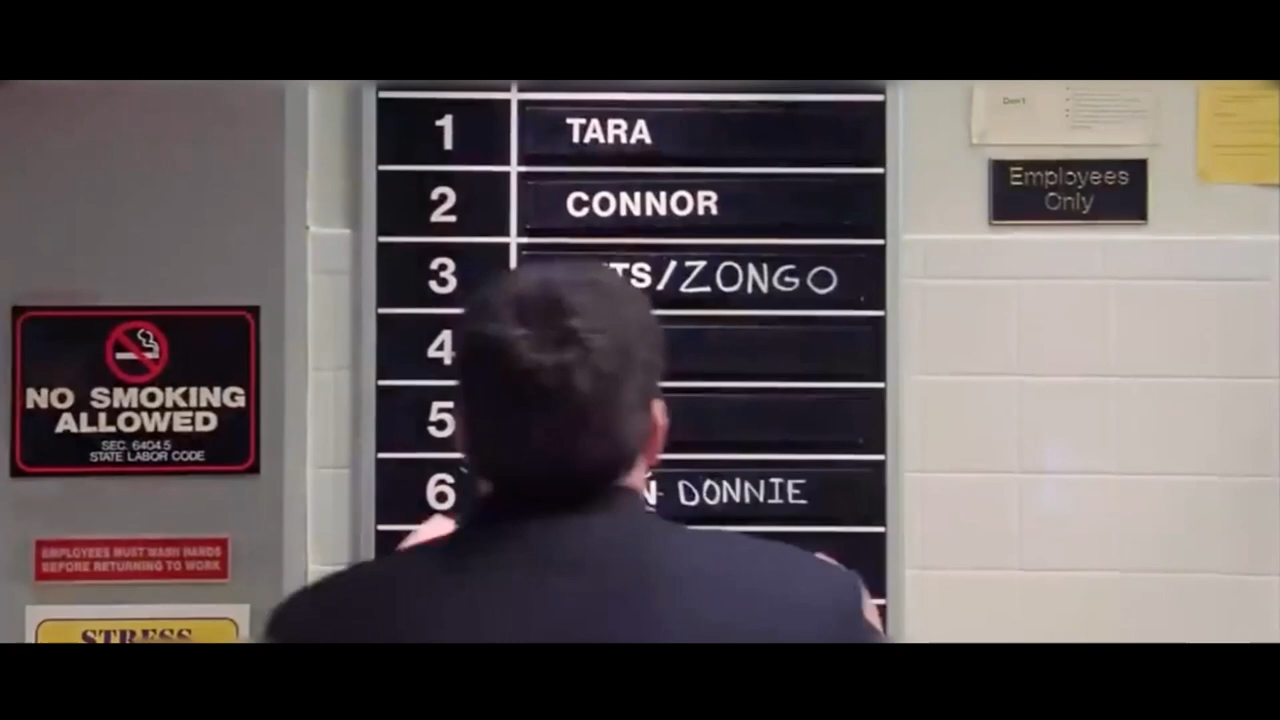 1 TARA
2 CONNOR
3 TS/ZONGO
4
5
6 N- DONNIE
NO SMOKING
ALLOWED
SEC. 6404.5
STATE LABOR CODE
EMPLOYEES MUST WASH HANDS
BEFORE RETURNING TO WORK
STRESS
Don't
Employees
Only